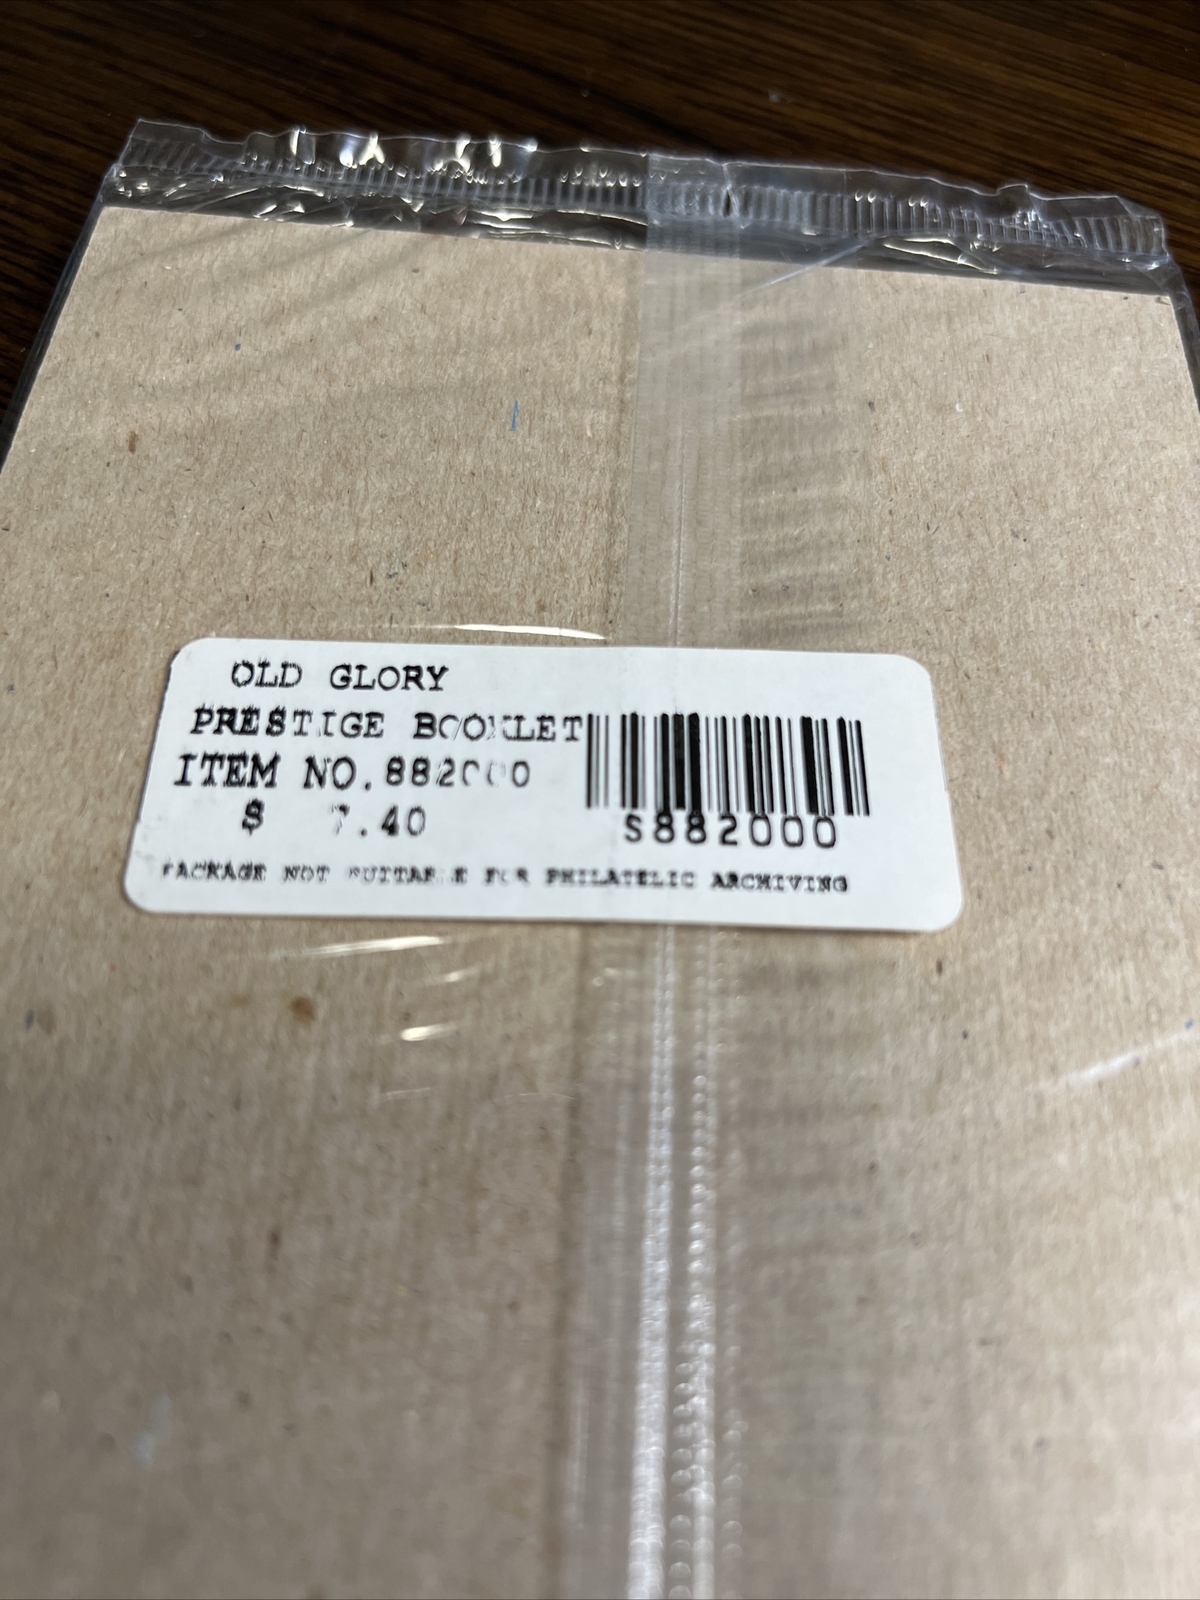 OLD GLORY
PRESTIGE BOOKLET
ITEM NO.882000
$ 7.40
S882000
PACKAGE NOT SUITABLE FOR PHILATELIC ARCHIVING